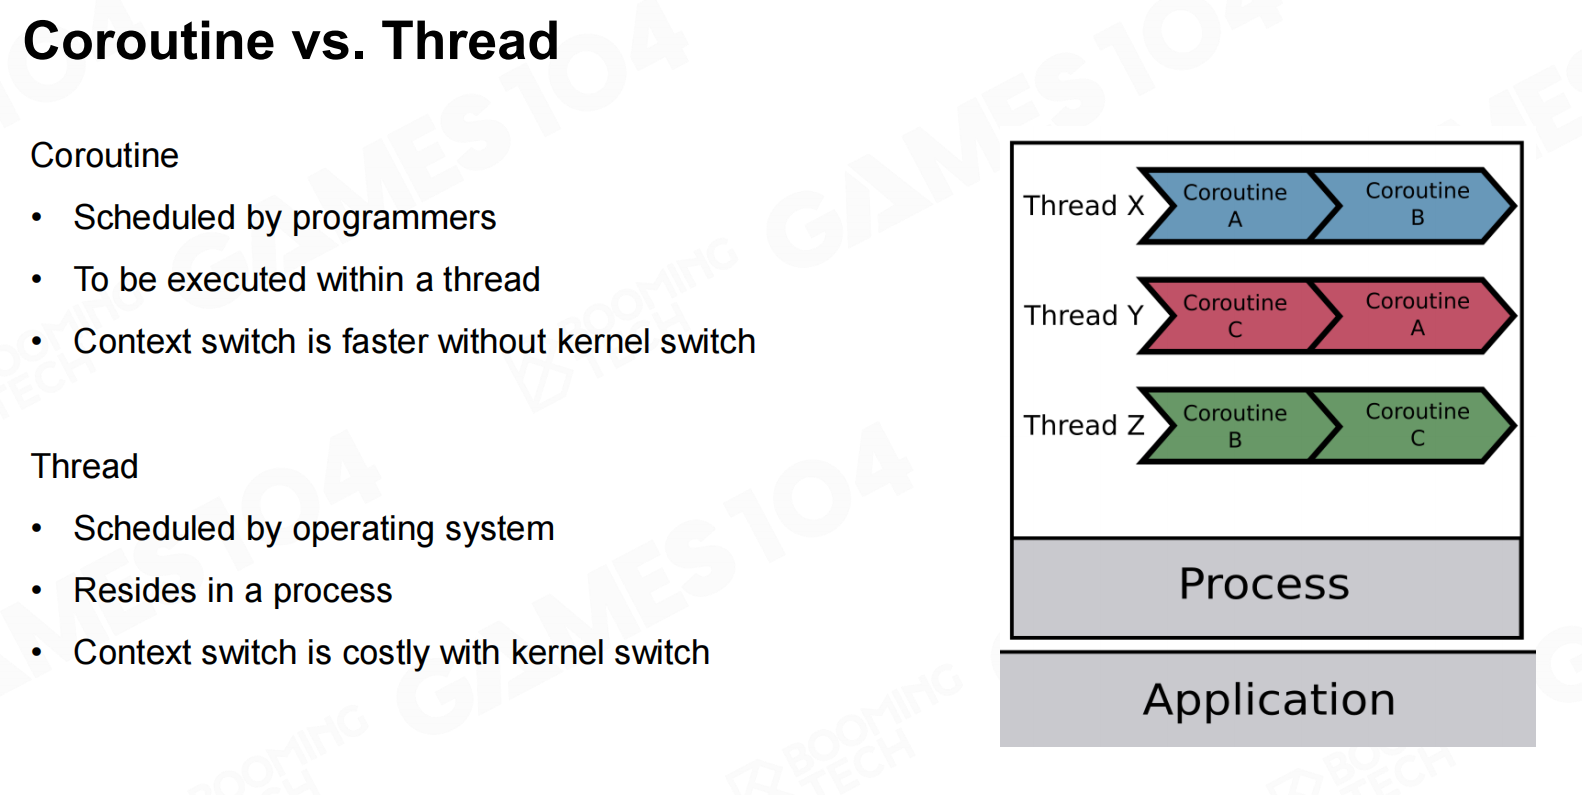 Coroutine vs. Thread
Coroutine
• Scheduled by programmers
• To be executed within a thread
• Context switch is faster without kernel switch
Thread
• Scheduled by operating system
• Resides in a process
• Context switch is costly with kernel switch
Thread X
Coroutine
A
Coroutine
B
Thread Y
Coroutine
C
Coroutine
A
Thread Z
Coroutine
B
Coroutine
C
Process
Application
GAMES104
BOOMING
TECH